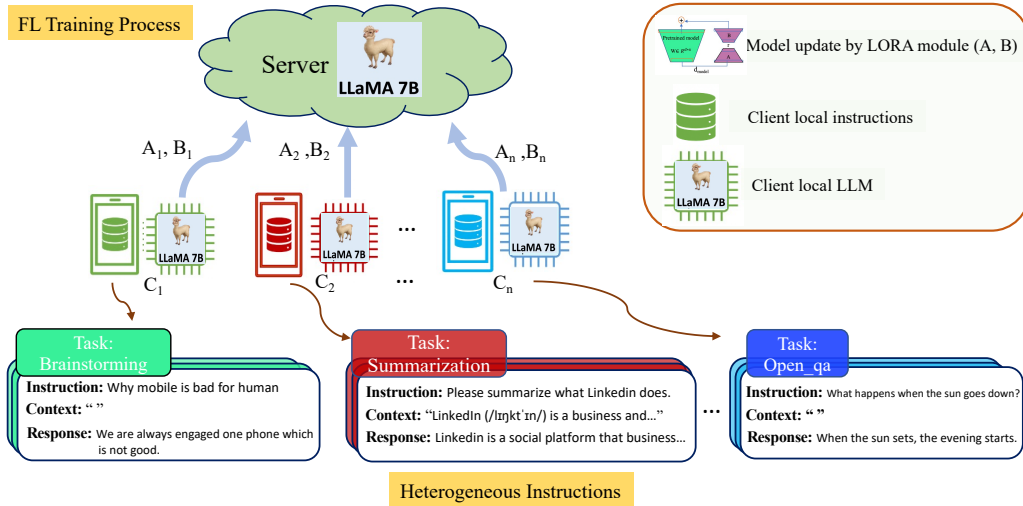 FL Training Process
Server
LLaMA 7B
A1, B1
A2 ,B2
An ,Bn
LLaMA 7B
LLaMA 7B
LLaMA 7B
...
...
C1
C2
Cn
Pretrained model
W∈ R^d×d
B
r
A
d_model
Model update by LORA module (A, B)
Client local instructions
LLaMA 7B
Client local LLM
Task:
Brainstorming
Instruction: Why mobile is bad for human
Context: “ ”
Response: We are always engaged one phone which
is not good.
Task:
Summarization
Instruction: Please summarize what Linkedin does.
Context: “LinkedIn (/lɪŋktˈɪn/) is a business and...”
Response: Linkedin is a social platform that business...
...
Task:
Open_qa
Instruction: What happens when the sun goes down?
Context: “ ”
Response: When the sun sets, the evening starts.
Heterogeneous Instructions